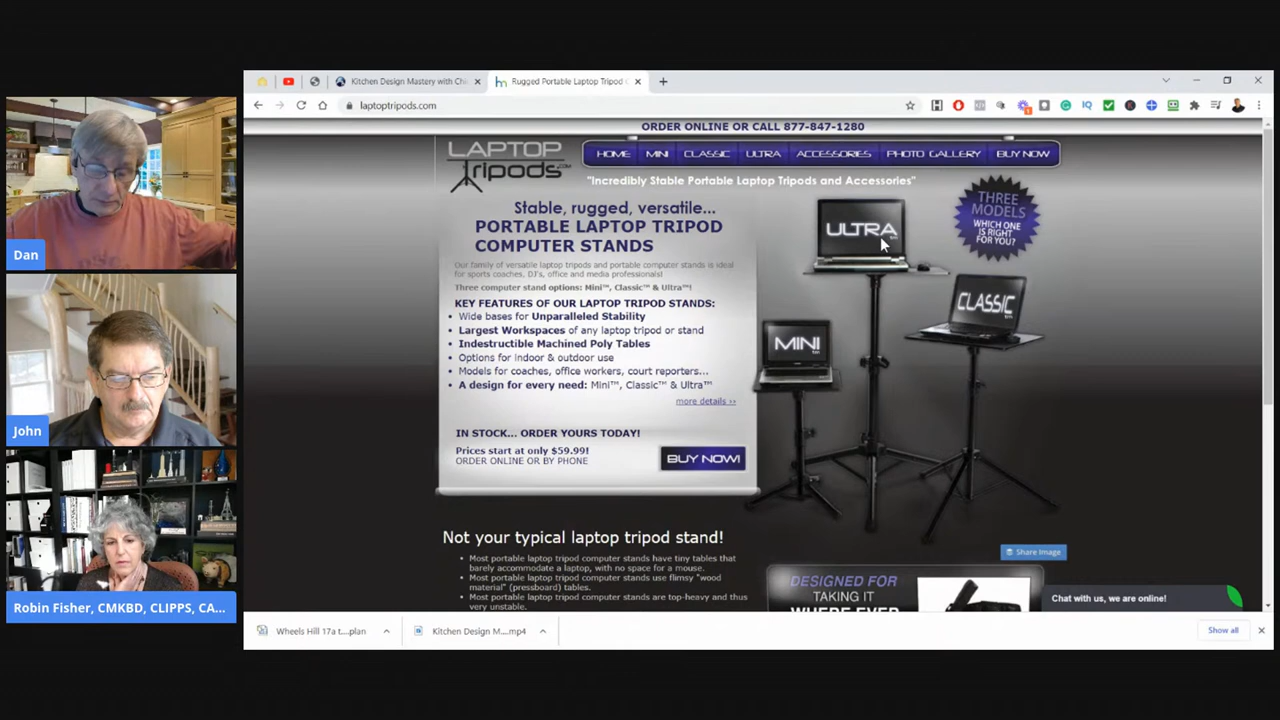 Dan
John
Robin Fisher, CMKBD, CLIPPS, CA...
Kitchen Design Mastery with Chi
Rugged Portable Laptop Tripod
laptoptripods.com
ORDER ONLINE OR CALL 877-847-1280
LAPTOP
Tripods.COM
HOME MINI CLASSIC ULTRA ACCESSORIES PHOTO GALLERY BUY NOW
"Incredibly Stable Portable Laptop Tripods and Accessories"
Stable, rugged, versatile...
PORTABLE LAPTOP TRIPOD
COMPUTER STANDS
Our family of versatile laptop tripods and portable computer stands is ideal
for sports coaches, DJ's, office and media professionals!
Three computer stand options: Mini™, Classic™ & Ultra™!
KEY FEATURES OF OUR LAPTOP TRIPOD STANDS:
• Wide bases for Unparalleled Stability
• Largest Workspaces of any laptop tripod or stand
• Indestructible Machined Poly Tables
• Options for indoor & outdoor use
• Models for coaches, office workers, court reporters...
• A design for every need: Mini™, Classic™ & Ultra™
more details >>
IN STOCK... ORDER YOURS TODAY!
Prices start at only $59.99!
ORDER ONLINE OR BY PHONE
BUY NOW!
ULTRA
MINI
CLASSIC
THREE
MODELS
WHICH ONE
IS RIGHT
FOR YOU?
Not your typical laptop tripod stand!
• Most portable laptop tripod computer stands have tiny tables that
barely accommodate a laptop, with no space for a mouse.
• Most portable laptop tripod computer stands use flimsy "wood
material" (pressboard) tables.
• Most portable laptop tripod computer stands are top-heavy and thus
very unstable.
Share Image
DESIGNED FOR
TAKING IT
WHERE EVER
Chat with us, we are online!
Wheels Hill 17a t....plan
Kitchen Design M....mp4
Show all